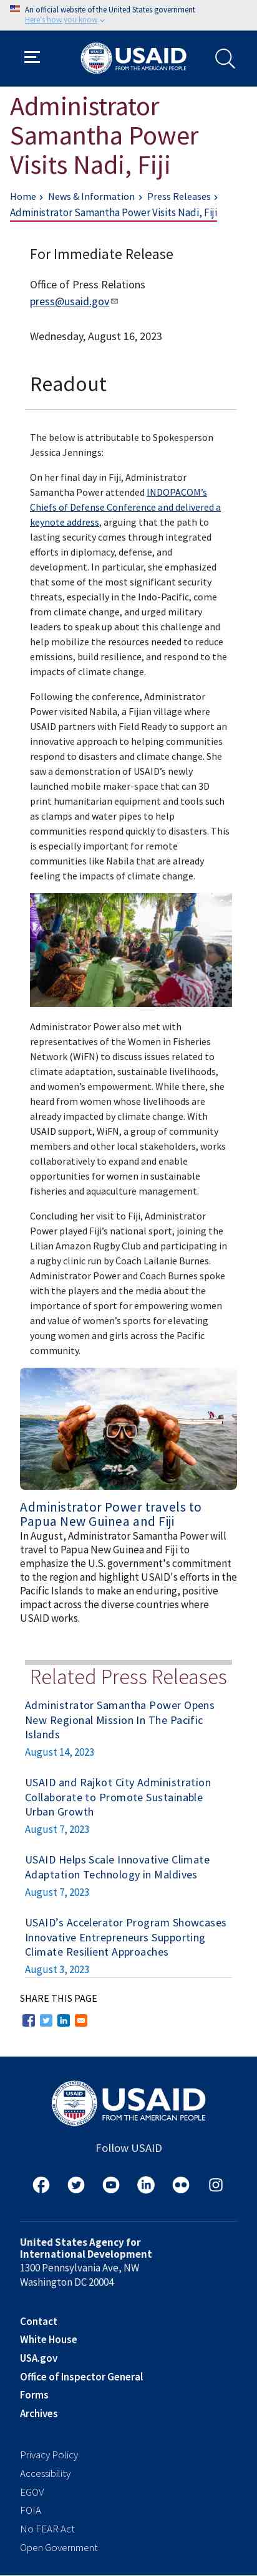 An official website of the United States government
Here's how you know
USAID
FROM THE AMERICAN PEOPLE
Administrator
Samantha Power
Visits Nadi, Fiji
Home › News & Information › Press Releases ›
Administrator Samantha Power Visits Nadi, Fiji
For Immediate Release
Office of Press Relations
press@usaid.gov
Wednesday, August 16, 2023
Readout
The below is attributable to Spokesperson
Jessica Jennings:
On her final day in Fiji, Administrator
Samantha Power attended INDOPACOM's
Chiefs of Defense Conference and delivered a
keynote address, arguing that the path to
lasting security comes through integrated
efforts in diplomacy, defense, and
development. In particular, she emphasized
that some of the most significant security
threats, especially in the Indo-Pacific, come
from climate change, and urged military
leaders to speak up about this challenge and
help mobilize the resources needed to reduce
emissions, build resilience, and respond to the
impacts of climate change.
Following the conference, Administrator
Power visited Nabila, a Fijian village where
USAID partners with Field Ready to support an
innovative approach to helping communities
respond to disasters and climate change. She
saw a demonstration of USAID's newly
launched mobile maker-space that can 3D
print humanitarian equipment and tools such
as clamps and water pipes to help
communities respond quickly to disasters. This
is especially important for remote
communities like Nabila that are already
feeling the impacts of climate change.
Administrator Power also met with
representatives of the Women in Fisheries
Network (WiFN) to discuss issues related to
climate adaptation, sustainable livelihoods,
and women's empowerment. While there, she
heard from women whose livelihoods are
already impacted by climate change. With
USAID support, WiFN, a group of community
members and other local stakeholders, works
collaboratively to expand and enable
opportunities for women in sustainable
fisheries and aquaculture management.
Concluding her visit to Fiji, Administrator
Power played Fiji's national sport, joining the
Lilian Amazon Rugby Club and participating in
a rugby clinic run by Coach Lailanie Burnes.
Administrator Power and Coach Burnes spoke
with the players and the media about the
importance of sport for empowering women
and value of women's sports for elevating
young women and girls across the Pacific
community.
Administrator Power travels to
Papua New Guinea and Fiji
In August, Administrator Samantha Power will
travel to Papua New Guinea and Fiji to
emphasize the U.S. government's commitment
to the region and highlight USAID's efforts in the
Pacific Islands to make an enduring, positive
impact across the diverse countries where
USAID works.
Related Press Releases
Administrator Samantha Power Opens
New Regional Mission In The Pacific
Islands
August 14, 2023
USAID and Rajkot City Administration
Collaborate to Promote Sustainable
Urban Growth
August 7, 2023
USAID Helps Scale Innovative Climate
Adaptation Technology in Maldives
August 7, 2023
USAID's Accelerator Program Showcases
Innovative Entrepreneurs Supporting
Climate Resilient Approaches
August 3, 2023
SHARE THIS PAGE
USAID
FROM THE AMERICAN PEOPLE
Follow USAID
United States Agency for
International Development
1300 Pennsylvania Ave, NW
Washington DC 20004
Contact
White House
USA.gov
Office of Inspector General
Forms
Archives
Privacy Policy
Accessibility
EGOV
FOIA
No FEAR Act
Open Government